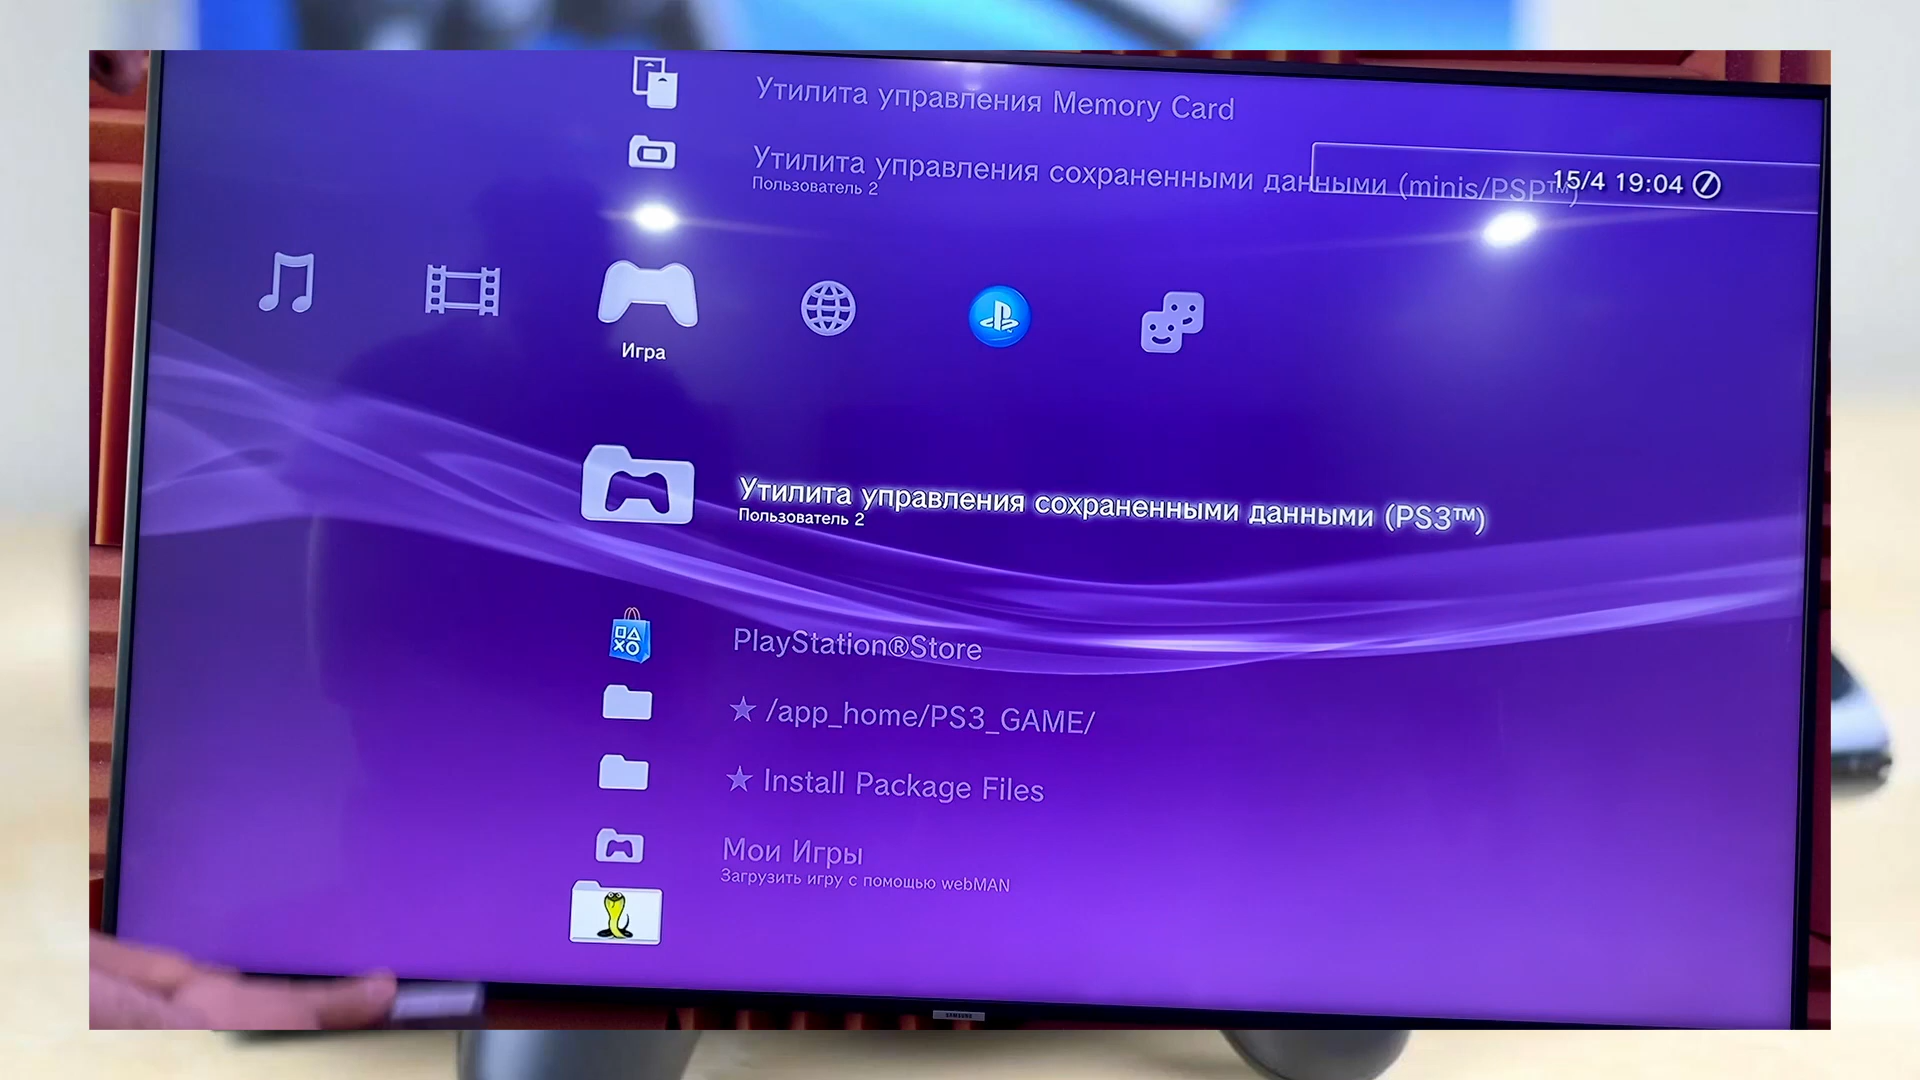 Утилита управления Memory Card
Утилита управления сохраненными данными (minis/PSP™)
Пользователь 2
15/4 19:04
Игра
Утилита управления сохраненными данными (PS3™)
Пользователь 2
PlayStation®Store
★ /app_home/PS3_GAME/
★ Install Package Files
Мои Игры
Загрузить игру с помощью webMAN
SAMSUNG